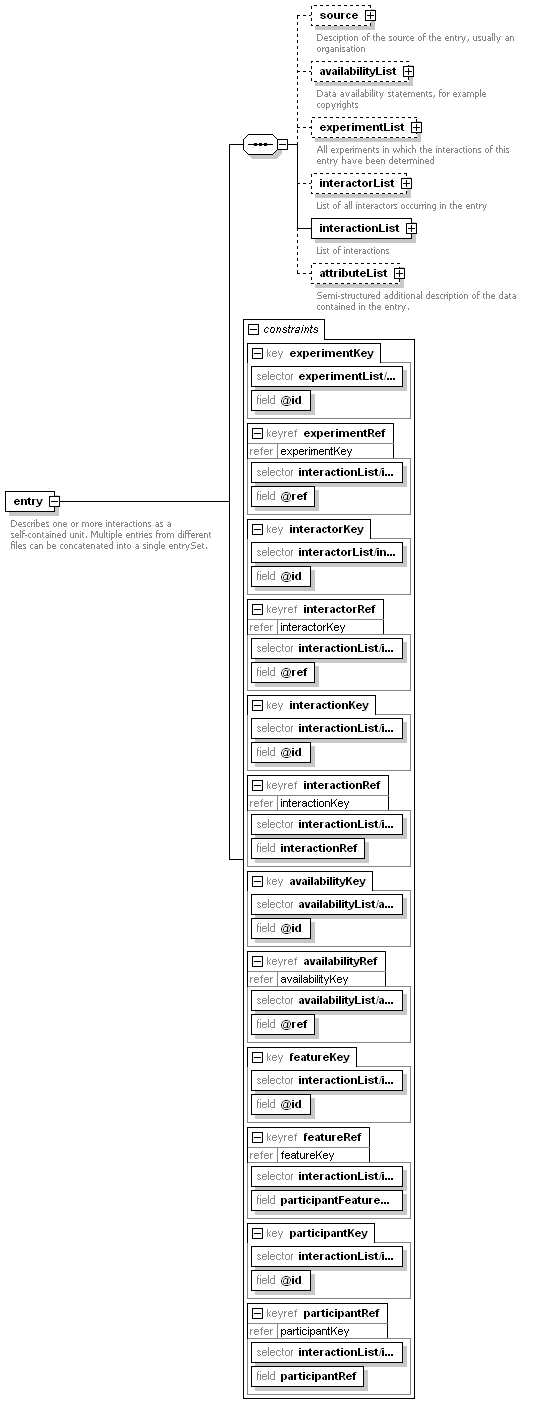 source
Desciption of the source of the entry, usually an
organisation
availabilityList
Data availability statements, for example
copyrights
experimentList
All experiments in which the interactions of this
entry have been determined
interactorList
List of all interactors occurring in the entry
interactionList
List of interactions
attributeList
Semi-structured additional description of the data
contained in the entry.
entry
Describes one or more interactions as a
self-contained unit. Multiple entries from different
files can be concatenated into a single entrySet.
constraints
key experimentKey
selector experimentList/...
field @id
keyref experimentRef
refer experimentKey
selector interactionList/i...
field @ref
key interactorKey
selector interactorList/in...
field @id
keyref interactorRef
refer interactorKey
selector interactionList/i...
field @ref
key interactionKey
selector interactionList/i...
field @id
keyref interactionRef
refer interactionKey
selector interactionList/i...
field interactionRef
key availabilityKey
selector availabilityList/a...
field @id
keyref availabilityRef
refer availabilityKey
selector availabilityList/a...
field @ref
key featureKey
selector interactionList/i...
field @id
keyref featureRef
refer featureKey
selector interactionList/i...
field participantFeature...
key participantKey
selector interactionList/i...
field @id
keyref participantRef
refer participantKey
selector interactionList/i...
field participantRef